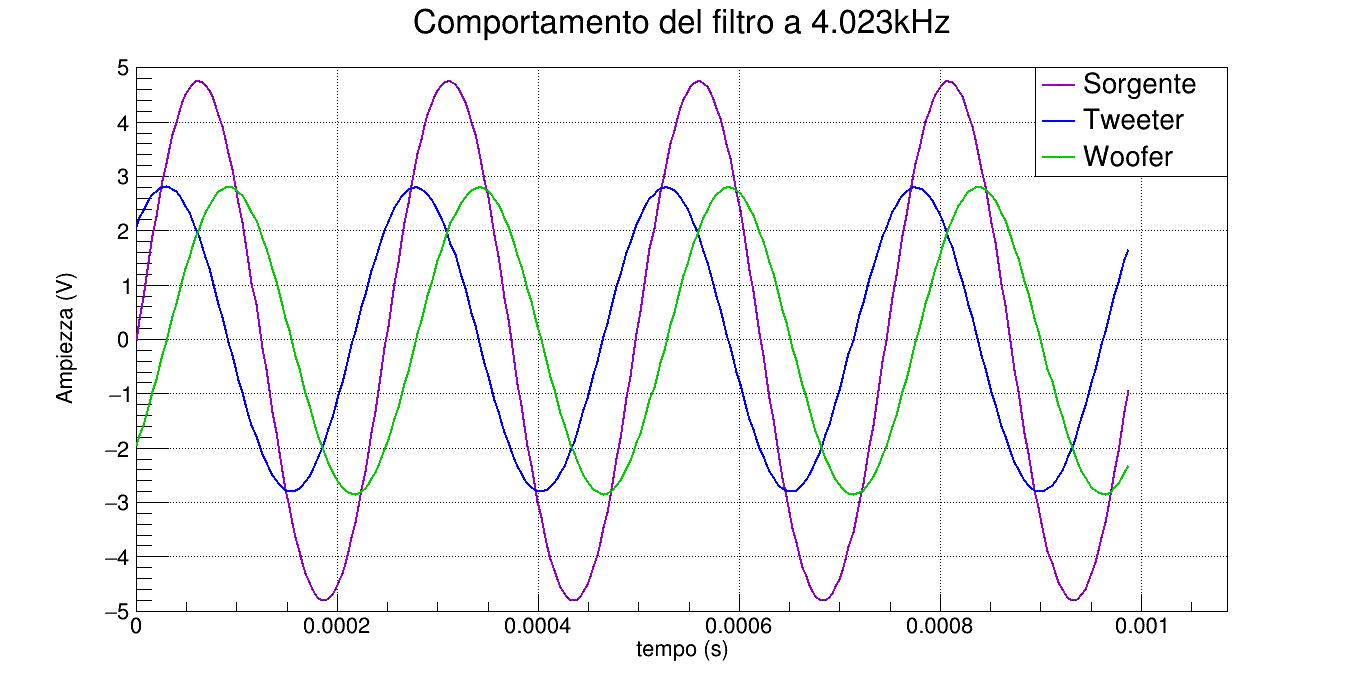 Comportamento del filtro a 4.023kHz
Sorgente
Tweeter
Woofer
Ampiezza (V)
5
4
3
2
1
0
−1
−2
−3
−4
−5
0 0.0002 0.0004 0.0006 0.0008 0.001
tempo (s)